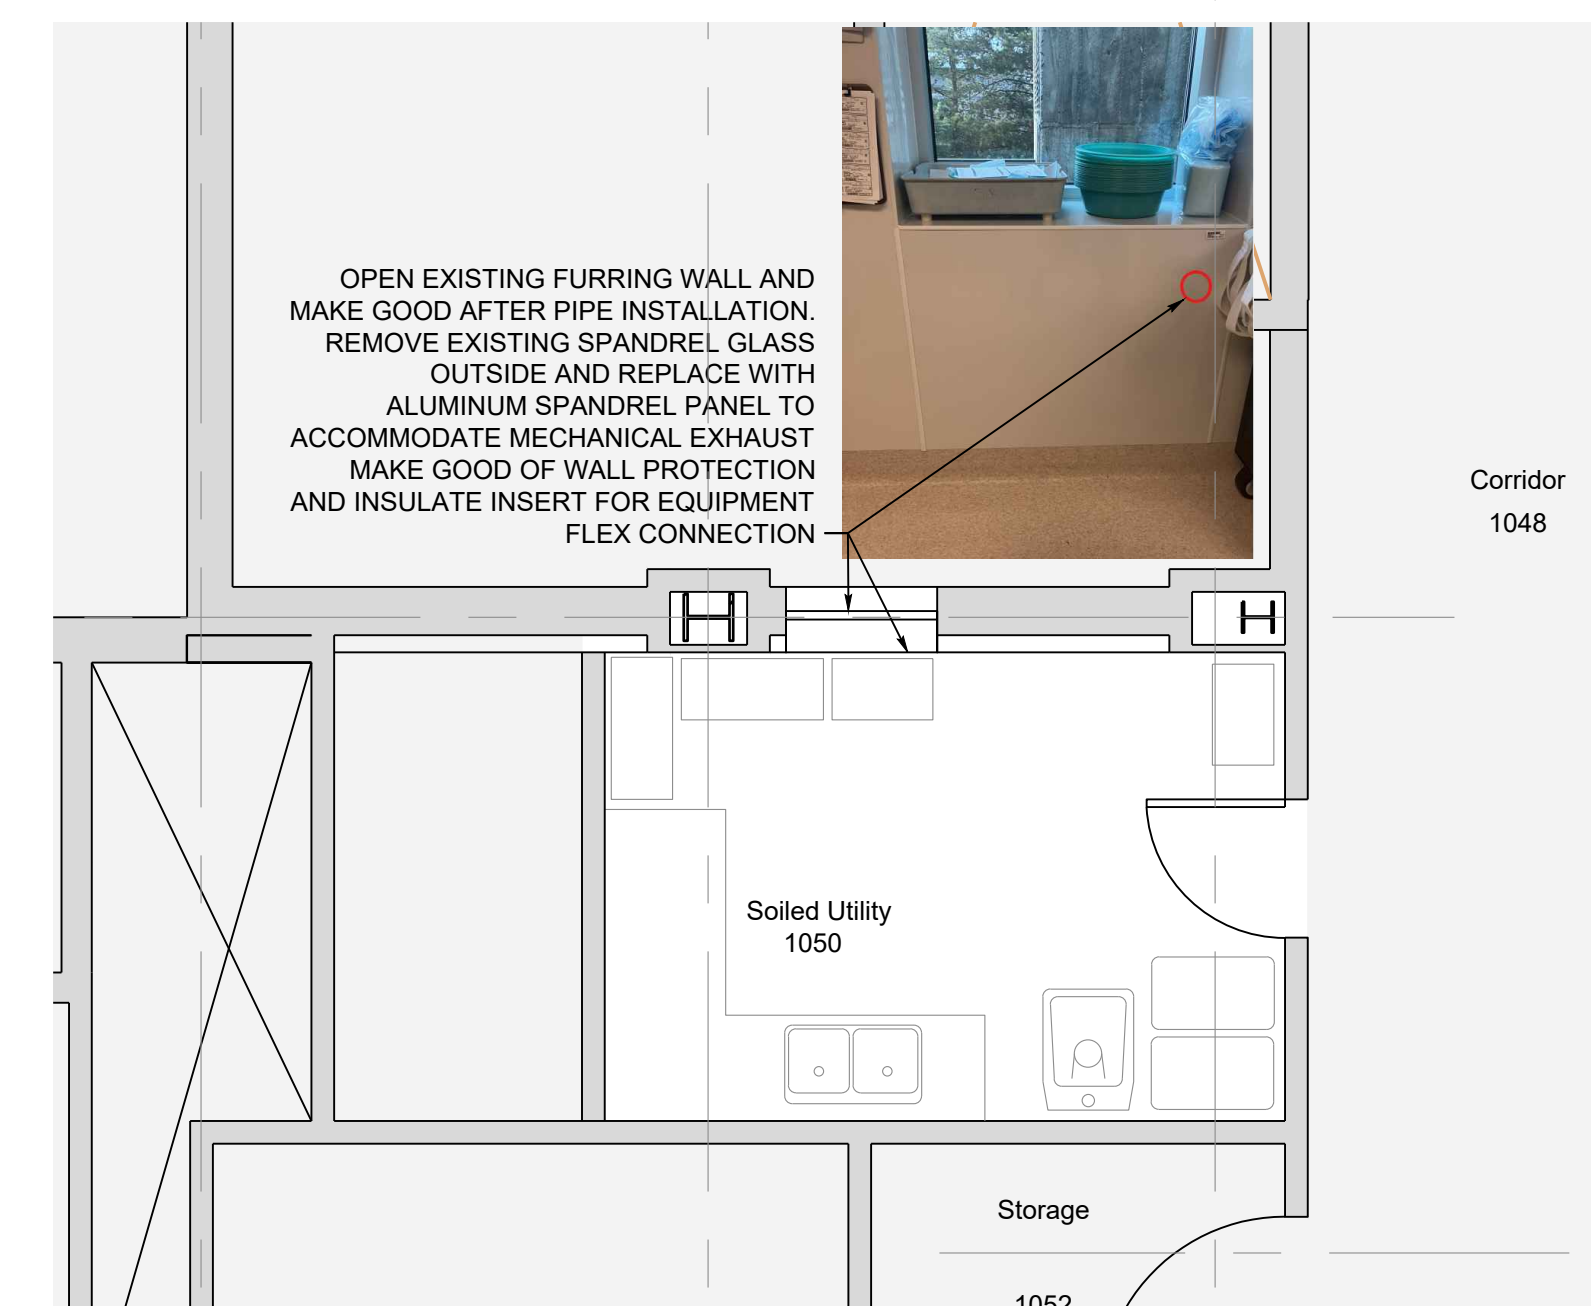 OPEN EXISTING FURRING WALL AND
MAKE GOOD AFTER PIPE INSTALLATION.
REMOVE EXISTING SPANDREL GLASS
OUTSIDE AND REPLACE WITH
ALUMINUM SPANDREL PANEL TO
ACCOMMODATE MECHANICAL EXHAUST
MAKE GOOD OF WALL PROTECTION
AND INSULATE INSERT FOR EQUIPMENT
FLEX CONNECTION
Corridor
1048
Soiled Utility
1050
Storage
1052